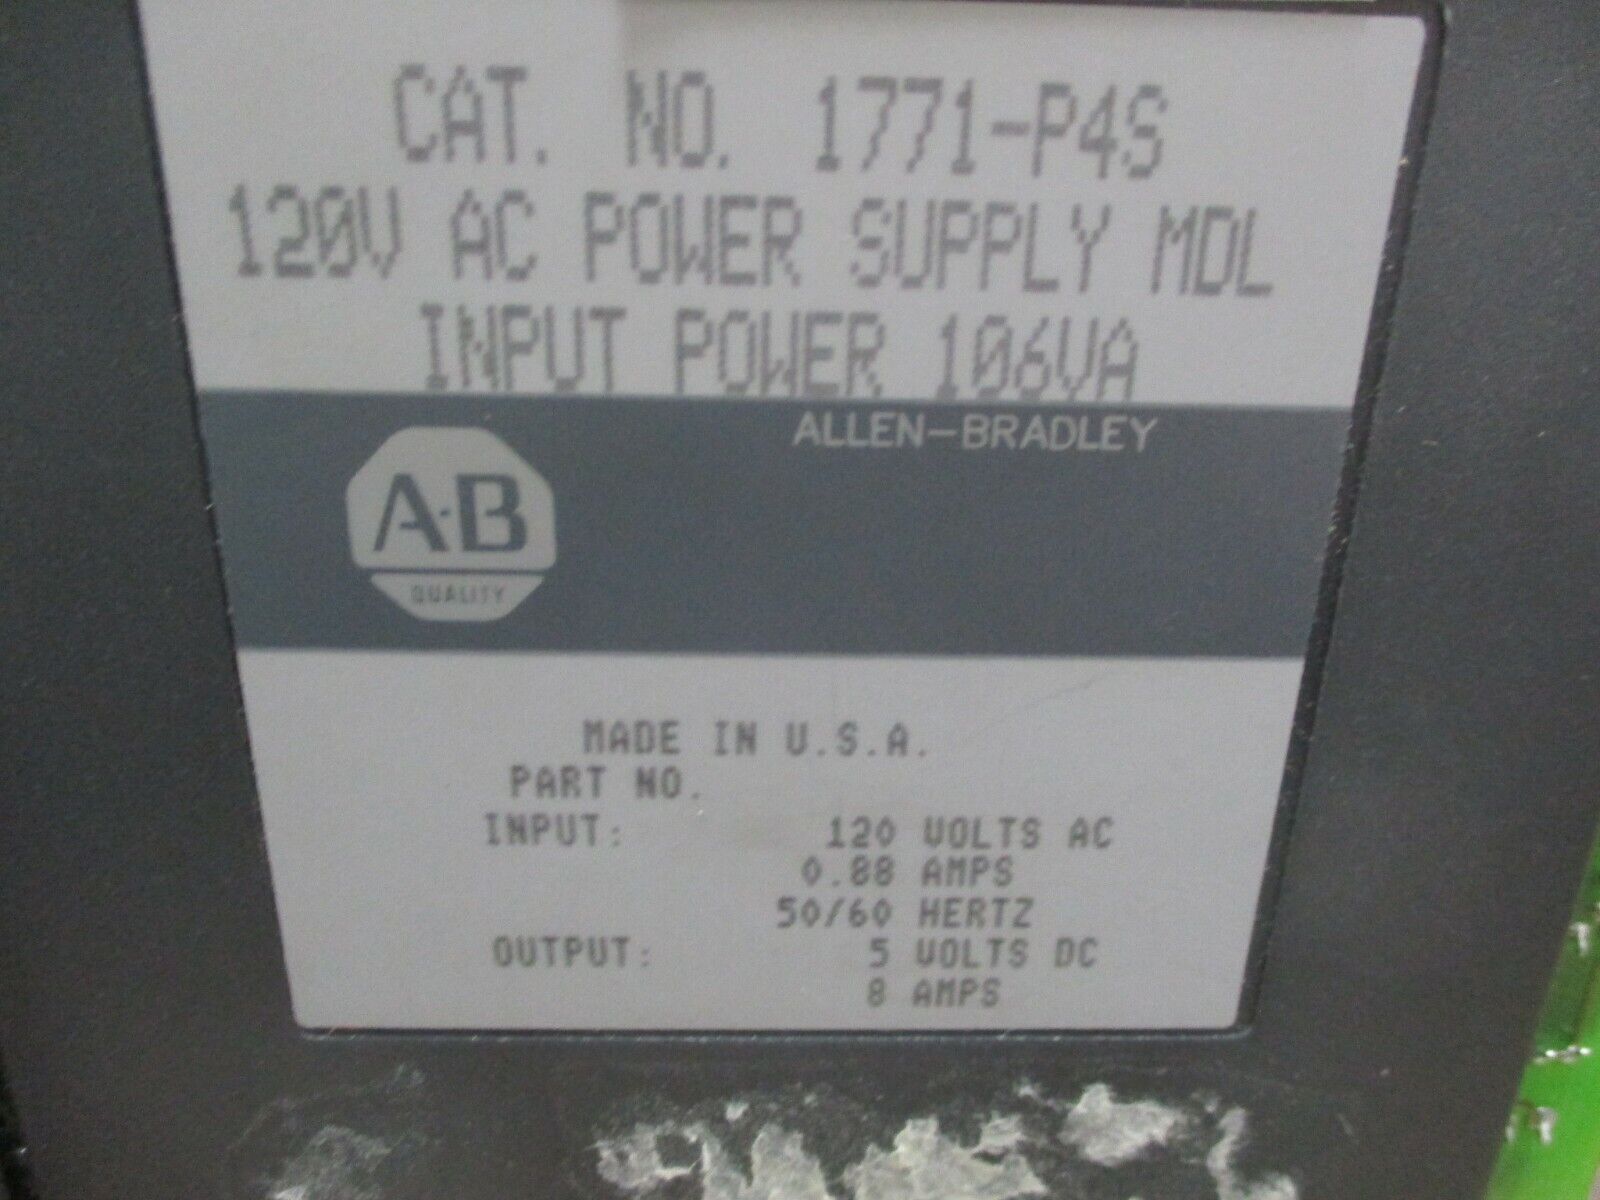 CAT. NO. 1771-P4S
120V AC POWER SUPPLY MDL
INPUT POWER 106VA
ALLEN-BRADLEY
A-B
QUALITY
MADE IN U.S.A.
PART NO.
INPUT: 120 VOLTS AC
0.88 AMPS
50/60 HERTZ
OUTPUT: 5 VOLTS DC
8 AMPS